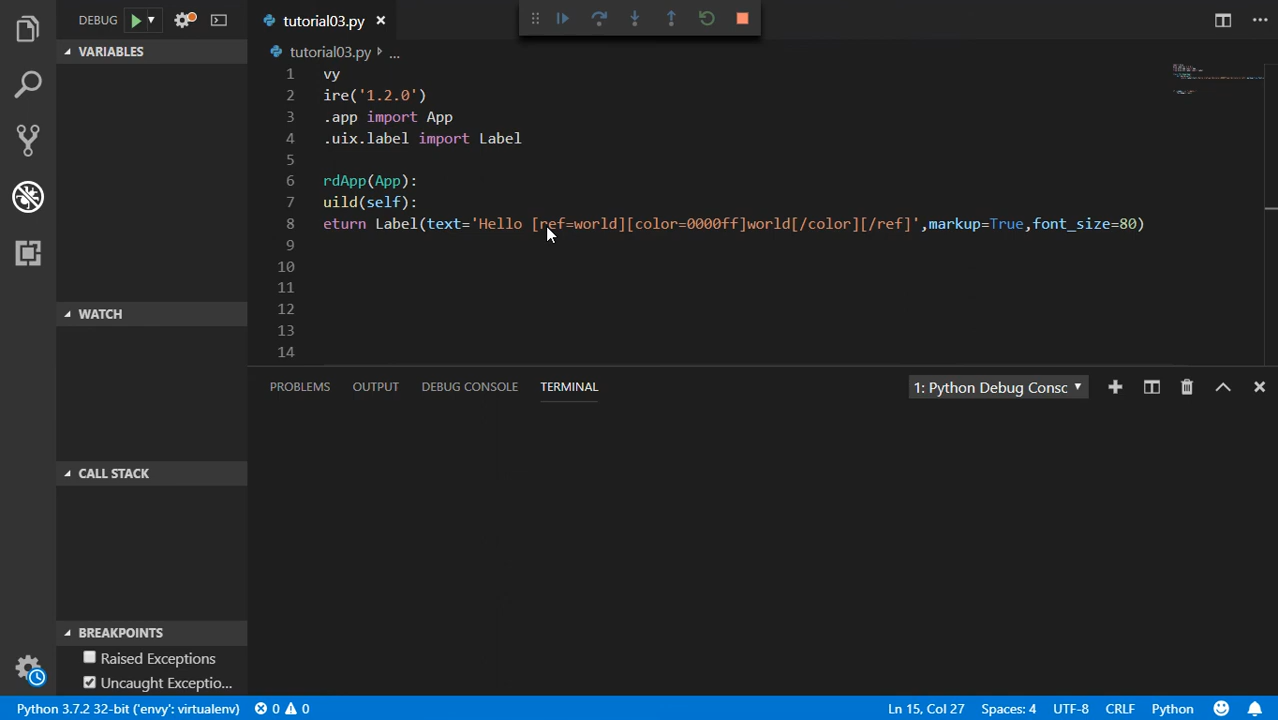 DEBUG
tutorial03.py
VARIABLES
tutorial03.py ...
1 vy
2 ire('1.2.0')
3 .app import App
4 .uix.label import Label
5
6 rdApp(App):
7 uild(self):
8 eturn Label(text='Hello [ref=world][color=0000ff]world[/color][/ref]',markup=True,font_size=80)
9
10
11
12
13
14
WATCH
PROBLEMS OUTPUT DEBUG CONSOLE TERMINAL 1: Python Debug Consc
CALL STACK
BREAKPOINTS
Raised Exceptions
Uncaught Exceptio...
Python 3.7.2 32-bit ('envy': virtualenv) 0 0 Ln 15, Col 27 Spaces: 4 UTF-8 CRLF Python